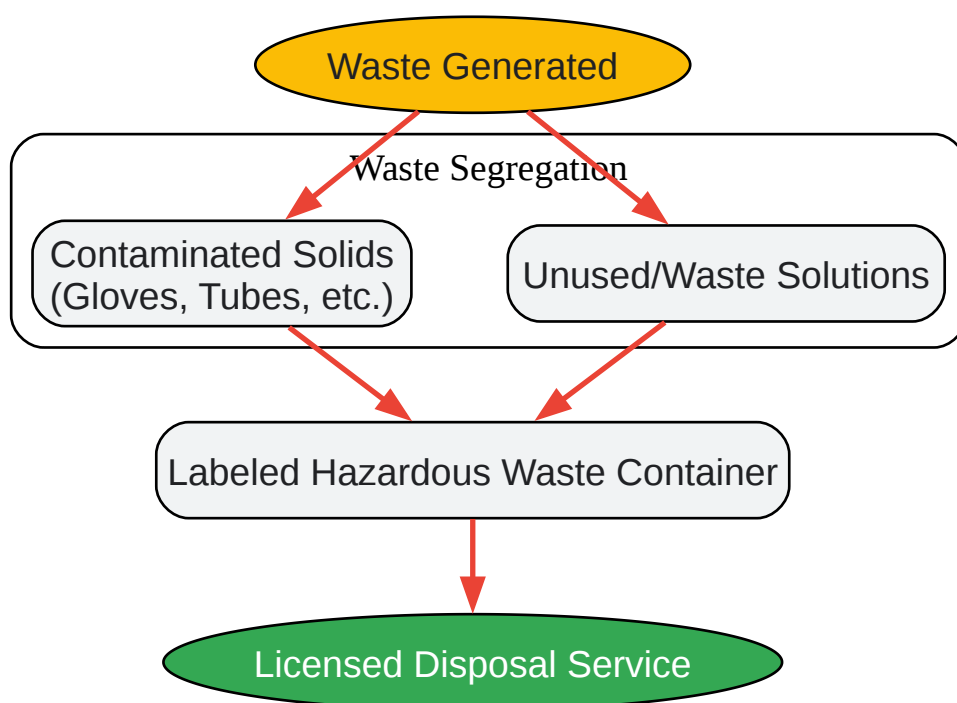 Waste Generated
Waste Segregation
Contaminated Solids
(Gloves, Tubes, etc.)
Unused/Waste Solutions
Labeled Hazardous Waste Container
Licensed Disposal Service